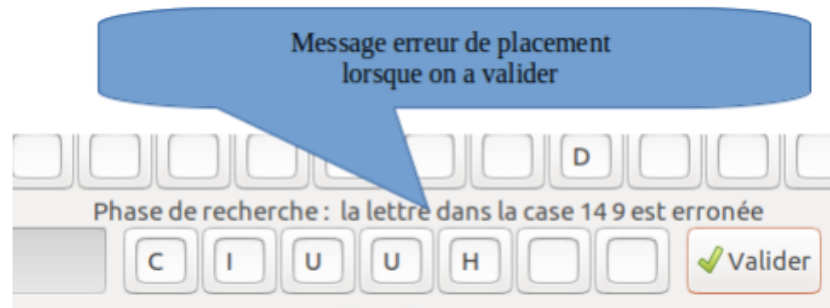 Message erreur de placement
lorsque on a valider
D
Phase de recherche : la lettre dans la case 14 9 est erronée
C I U U H Valider